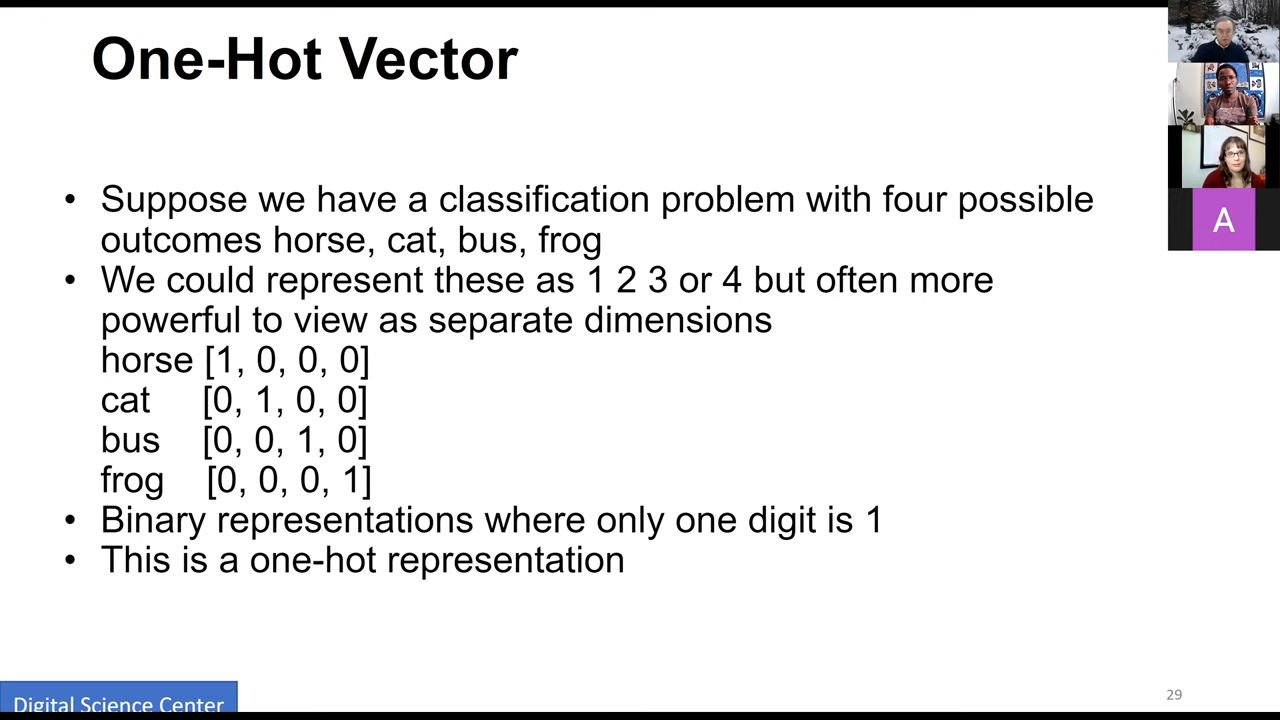 One-Hot Vector
• Suppose we have a classification problem with four possible
outcomes horse, cat, bus, frog
• We could represent these as 1 2 3 or 4 but often more
powerful to view as separate dimensions
horse [1, 0, 0, 0]
cat [0, 1, 0, 0]
bus [0, 0, 1, 0]
frog [0, 0, 0, 1]
• Binary representations where only one digit is 1
• This is a one-hot representation
A
Digital Science Center
29